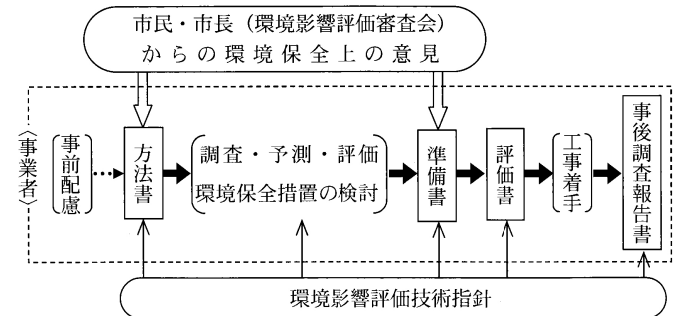 市民・市長（環境影響評価審査会）
からの環境保全上の意見
〈事業者〉
事前配慮
方法書
調査・予測・評価
環境保全措置の検討
準備書
評価書
工事着手
事後調査報告書
環境影響評価技術指針